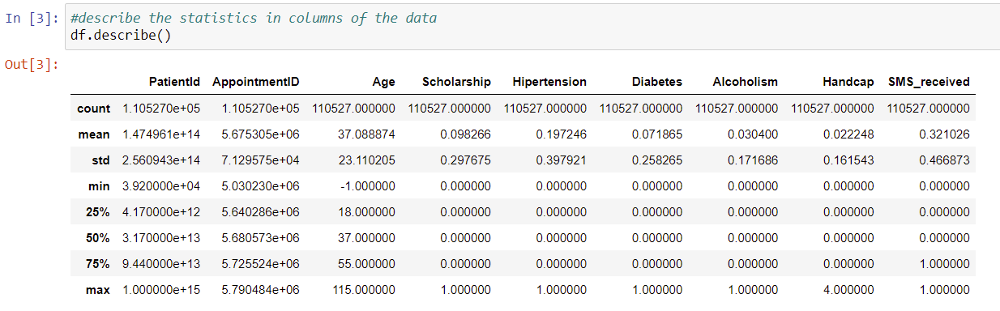 In [3]: #describe the statistics in columns of the data
df.describe()
Out[3]:
PatientId AppointmentID Age Scholarship Hipertension Diabetes Alcoholism Handcap SMS_received
count 1.105270e+05 1.105270e+05 110527.000000 110527.000000 110527.000000 110527.000000 110527.000000 110527.000000 110527.000000
mean 1.474961e+14 5.675305e+06 37.088874 0.098266 0.197246 0.071865 0.030400 0.022248 0.321026
std 2.560943e+14 7.129575e+04 23.110205 0.297675 0.397921 0.258265 0.171686 0.161543 0.466873
min 3.920000e+04 5.030230e+06 -1.000000 0.000000 0.000000 0.000000 0.000000 0.000000 0.000000
25% 4.170000e+12 5.640286e+06 18.000000 0.000000 0.000000 0.000000 0.000000 0.000000 0.000000
50% 3.170000e+13 5.680573e+06 37.000000 0.000000 0.000000 0.000000 0.000000 0.000000 0.000000
75% 9.440000e+13 5.725524e+06 55.000000 0.000000 0.000000 0.000000 0.000000 0.000000 1.000000
max 1.000000e+15 5.790484e+06 115.000000 1.000000 1.000000 1.000000 1.000000 4.000000 1.000000